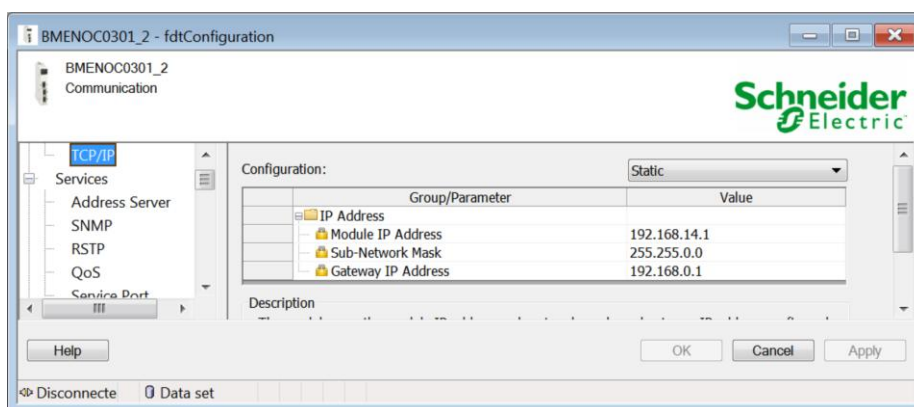 BMENOC0301_2 - fdtConfiguration
BMENOC0301_2
Communication
Schneider
Electric
TCP/IP
Services
Address Server
SNMP
RSTP
QoS
Service Port
Configuration:
Static
Group/Parameter Value
IP Address
Module IP Address 192.168.14.1
Sub-Network Mask 255.255.0.0
Gateway IP Address 192.168.0.1
Description
Help
OK Cancel Apply
Disconnecte Data set